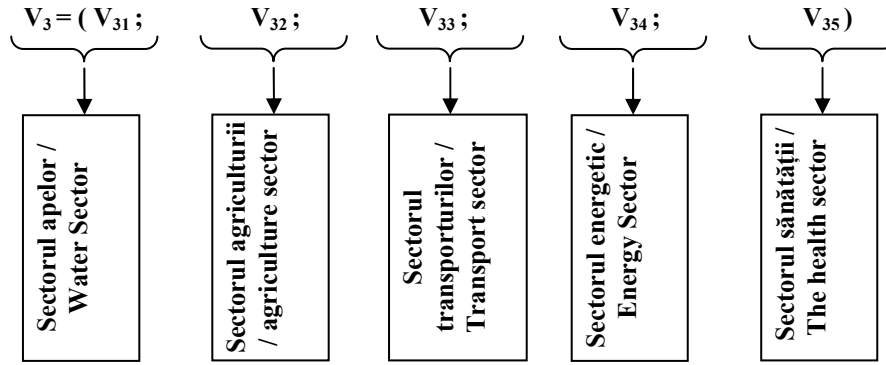 V₃ = ( V₃₁ ; V₃₂ ; V₃₃ ; V₃₄ ; V₃₅ )
Sectorul apelor /
Water Sector
Sectorul agriculturii
/ agriculture sector
Sectorul
transporturilor /
Transport sector
Sectorul energetic /
Energy Sector
Sectorul sănătății /
The health sector